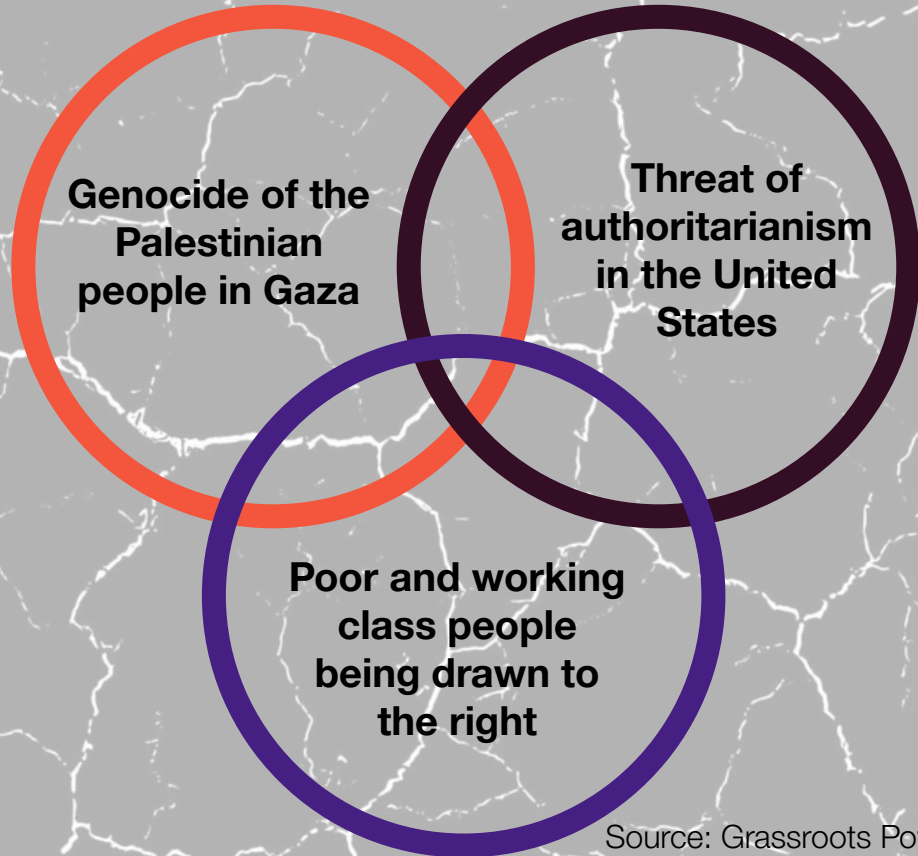 Genocide of the
Palestinian
people in Gaza
Threat of
authoritarianism
in the United
States
Poor and working
class people
being drawn to
the right
Source: Grassroots